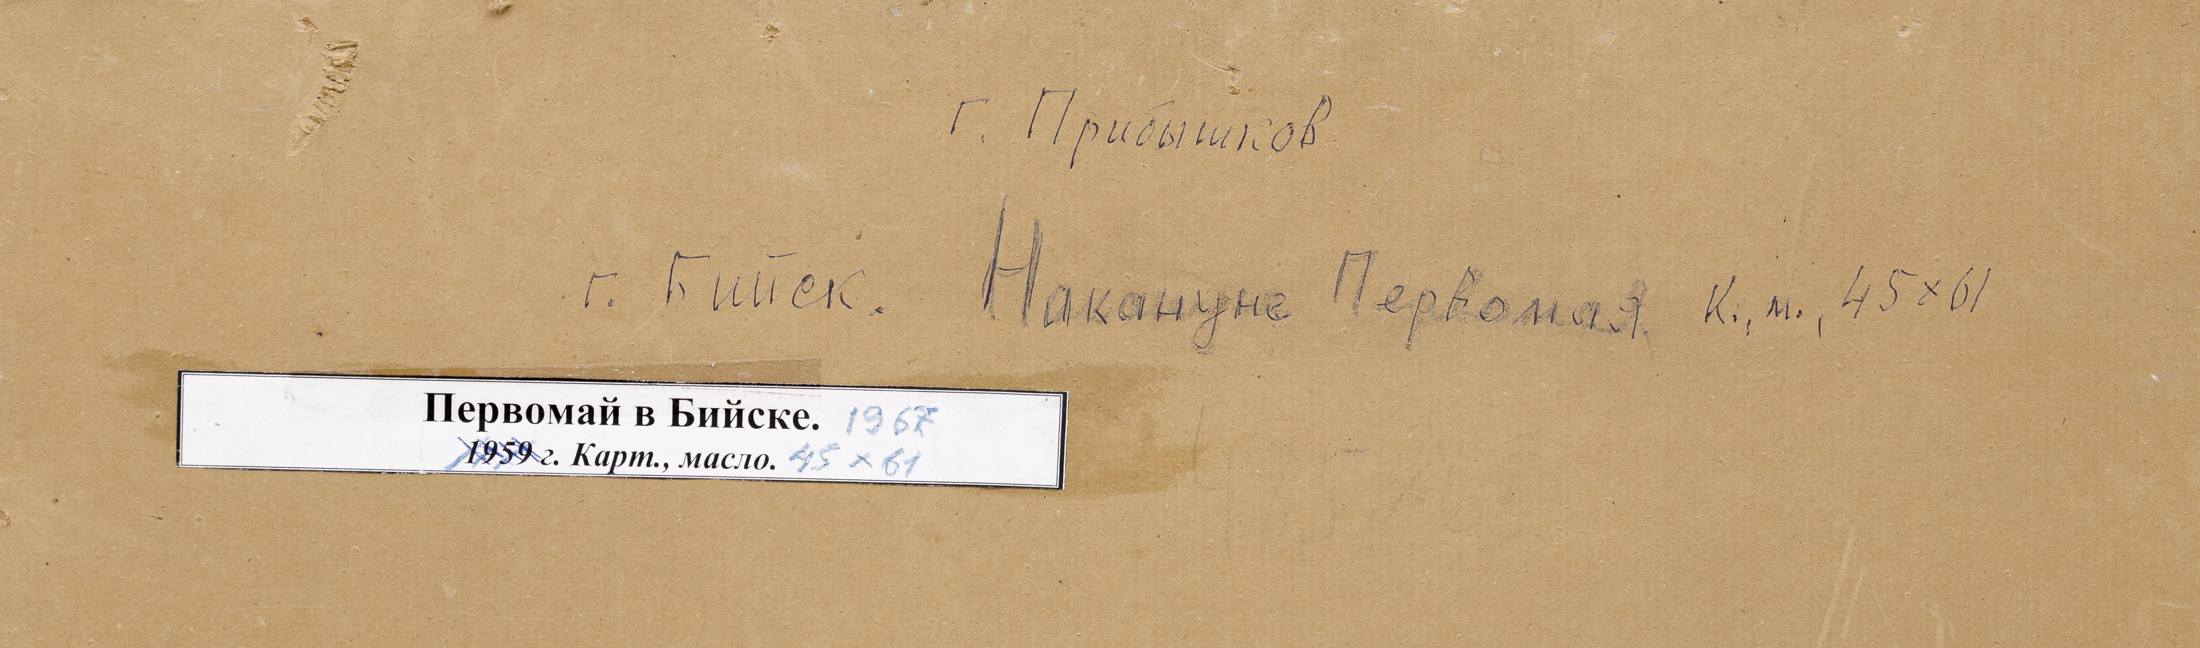 г. Прибышков
г. Бийск. Накануне Первомая к., м., 45×61
Первомай в Бийске. 1967
1959 г. Карт., масло. 45 × 61